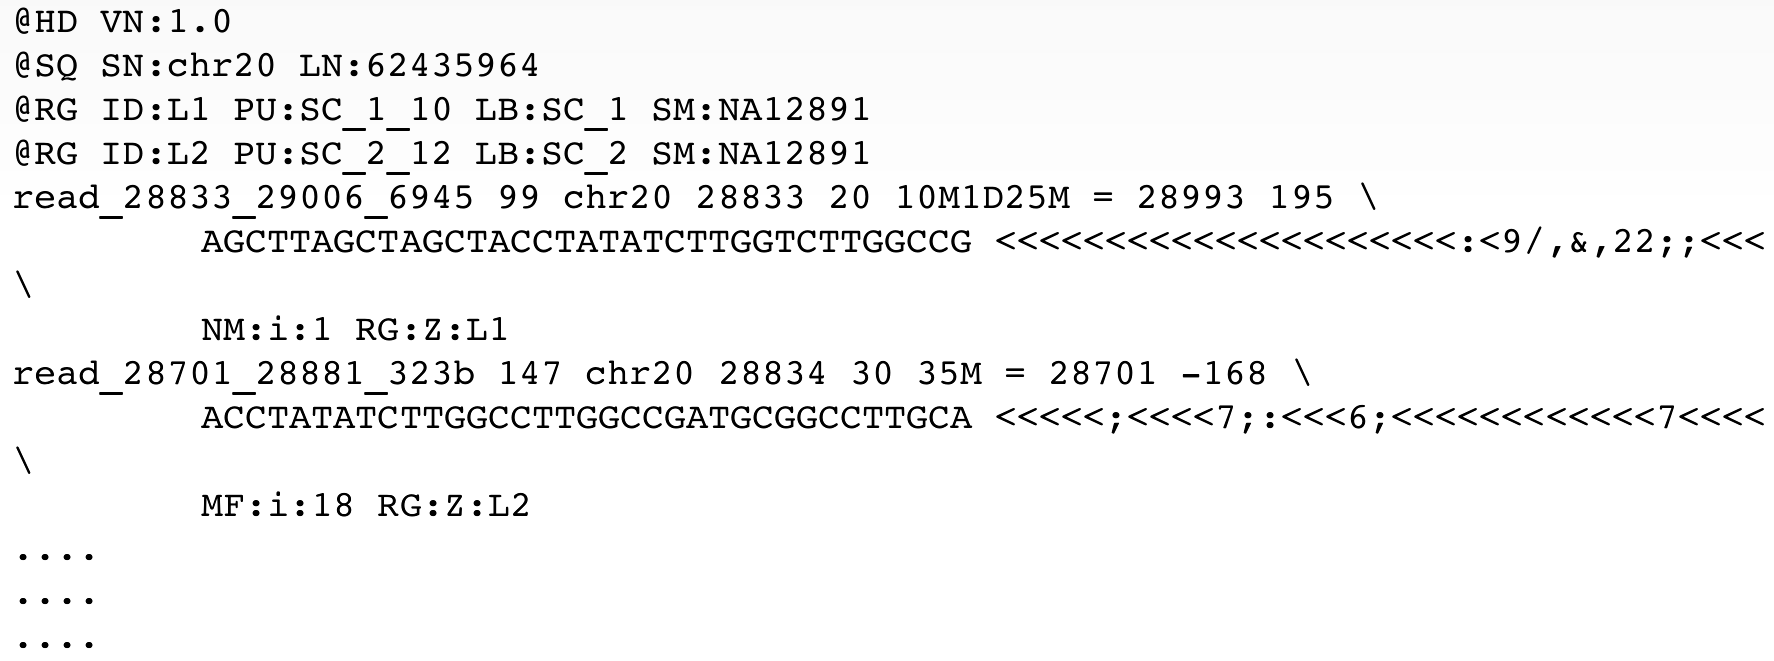 @HD VN:1.0
@SQ SN:chr20 LN:62435964
@RG ID:L1 PU:SC_1_10 LB:SC_1 SM:NA12891
@RG ID:L2 PU:SC_2_12 LB:SC_2 SM:NA12891
read_28833_29006_6945 99 chr20 28833 20 10M1D25M = 28993 195 \
AGCTTAGCTAGCTACCTATATCTTGGTCTTGGCCG <<<<<<<<<<<<<<<<<<<<<:<9/,&,22;;<<<
\
NM:i:1 RG:Z:L1
read_28701_28881_323b 147 chr20 28834 30 35M = 28701 -168 \
ACCTATATCTTGGCCTTGGCCGATGCGGCCTTGCA <<<<<;<<<<7;:<<<6;<<<<<<<<<<<<7<<<<
\
MF:i:18 RG:Z:L2
....
....
....